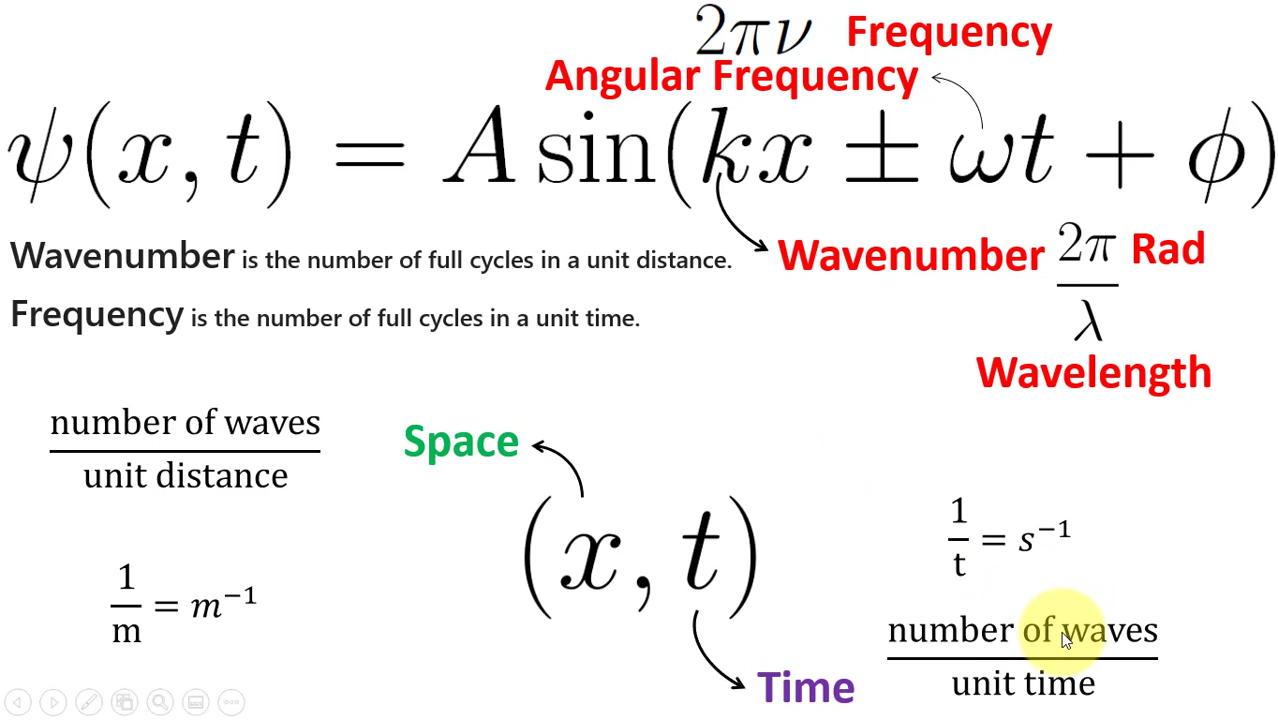 2πν Frequency
Angular Frequency
ψ(x, t) = A sin(kx ± ωt + ϕ)
Wavenumber is the number of full cycles in a unit distance.
Wavenumber 2π/λ Rad
Frequency is the number of full cycles in a unit time.
Wavelength
number of waves
unit distance
Space
(x, t)
1/t = s⁻¹
1/m = m⁻¹
number of waves
unit time
Time